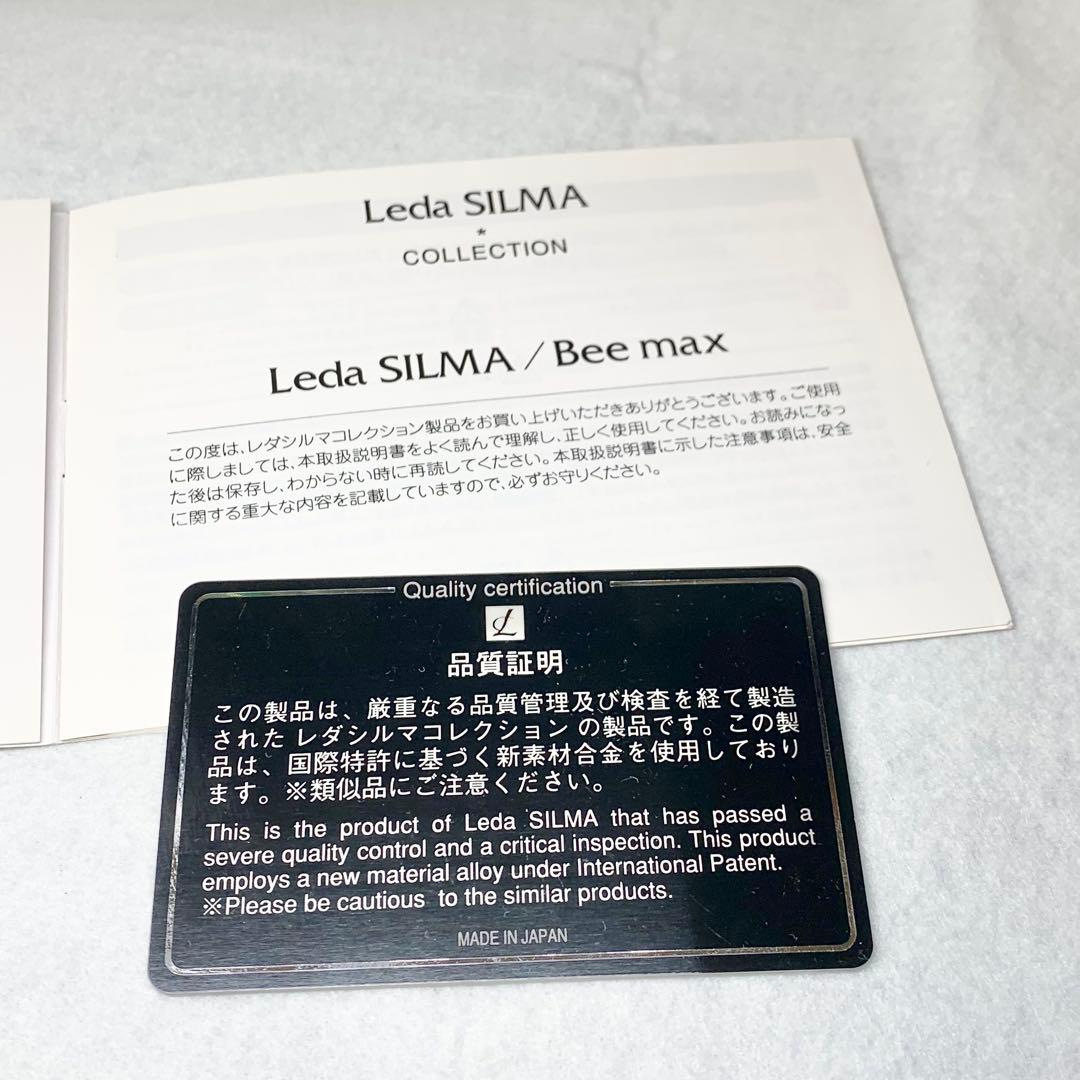 Leda SILMA
*
COLLECTION
Leda SILMA / Bee max
この度は、レダシルマコレクション製品をお買い上げいただきありがとうございます。ご使用
に際しましては、本取扱説明書をよく読んで理解し、正しく使用してください。お読みになっ
た後は保存し、わからない時に再読してください。本取扱説明書に示した注意事項は、安全
に関する重大な内容を記載していますので、必ずお守りください。
Quality certification
L
品質証明
この製品は、厳重なる品質管理及び検査を経て製造
された レダシルマコレクション の製品です。この製
品は、国際特許に基づく新素材合金を使用しており
ます。※類似品にご注意ください。
This is the product of Leda SILMA that has passed a
severe quality control and a critical inspection. This product
employs a new material alloy under International Patent.
※Please be cautious to the similar products.
MADE IN JAPAN